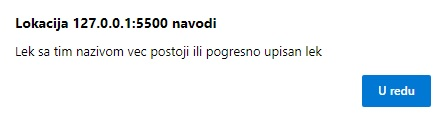 Lokacija 127.0.0.1:5500 navodi
Lek sa tim nazivom vec postoji ili pogresno upisan lek
U redu